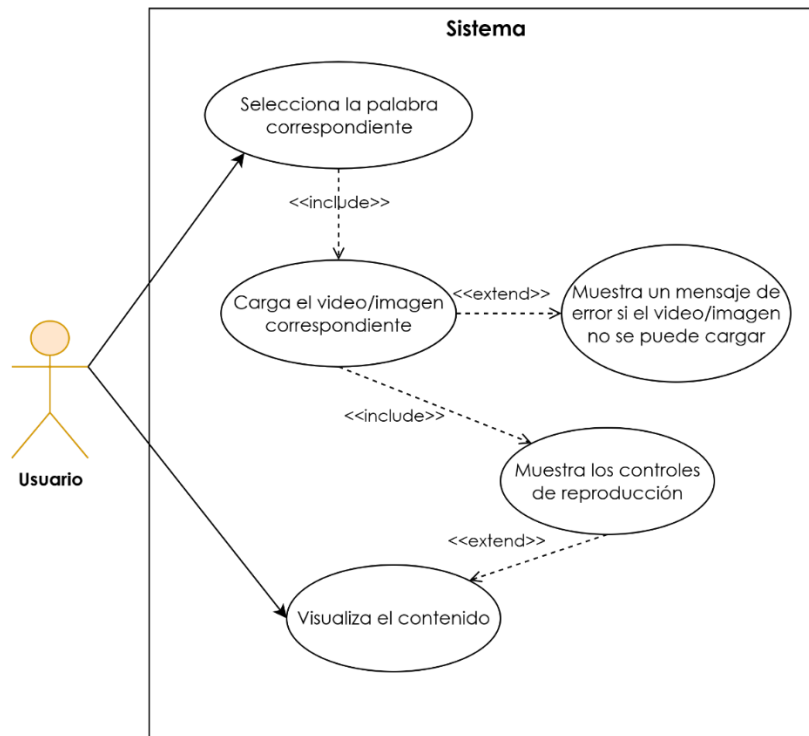 Sistema
Selecciona la palabra
correspondiente
<<include>>
Carga el video/imagen
correspondiente
<<extend>>
Muestra un mensaje de
error si el video/imagen
no se puede cargar
<<include>>
Usuario
Muestra los controles
de reproducción
<<extend>>
Visualiza el contenido